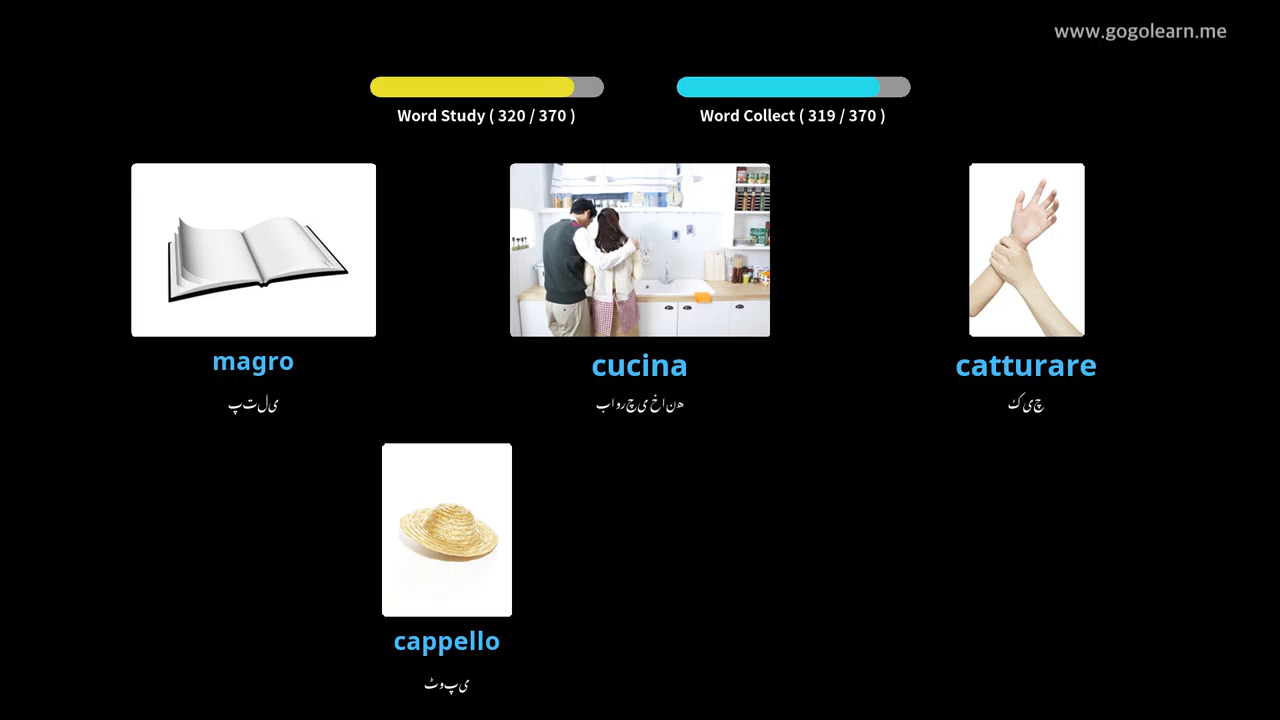 www.gogolearn.me
Word Study ( 320 / 370 )
Word Collect ( 319 / 370 )
magro
پتلی
cucina
باورچی خانہ
catturare
کیچ
cappello
ٹوپی